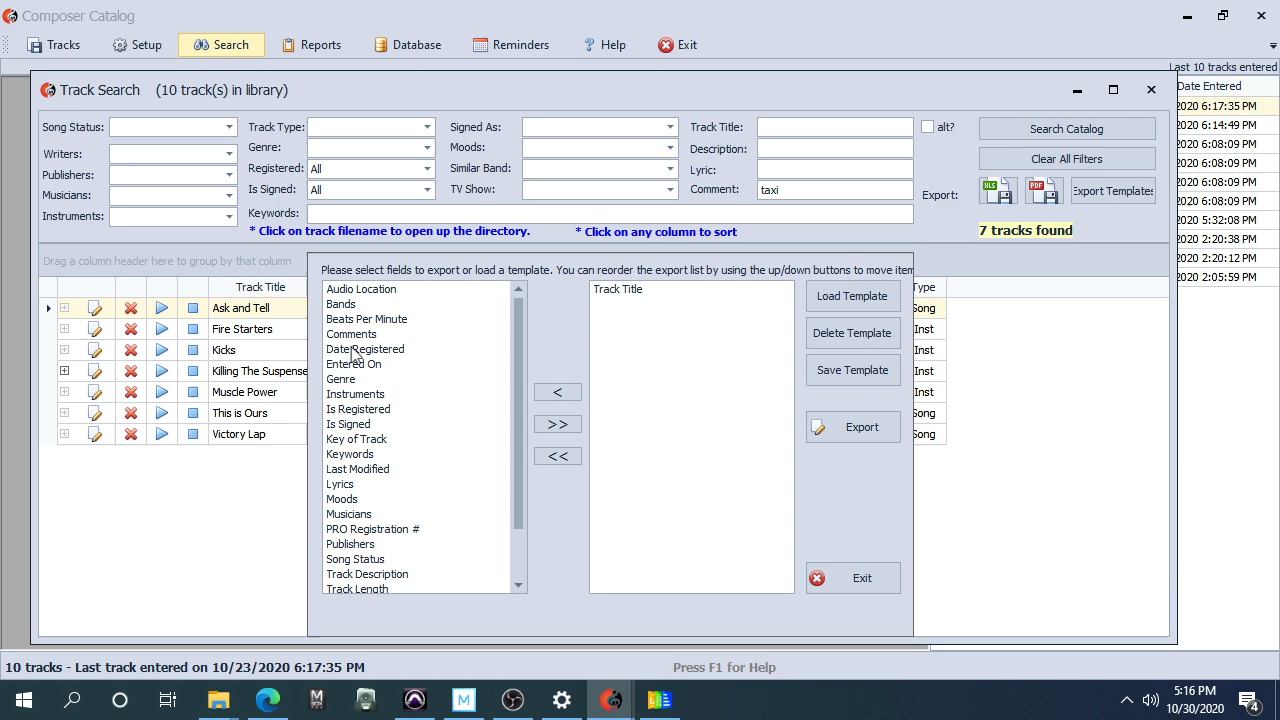 Composer Catalog
Tracks Setup Search Reports Database Reminders Help Exit
Last 10 tracks entered
Track Search (10 track(s) in library)
Date Entered
Song Status: Track Type: Signed As: Track Title: alt? Search Catalog
Writers: Genre: Moods: Description: Clear All Filters
Publishers: Registered: All Similar Band: Lyric:
Musicians: Is Signed: All TV Show: Comment: taxi Export: XLS PDF Export Templates
Instruments: Keywords:
* Click on track filename to open up the directory. * Click on any column to sort
7 tracks found
2020 6:17:35 PM
2020 6:14:49 PM
2020 6:08:09 PM
2020 6:08:09 PM
2020 6:08:09 PM
2020 6:08:09 PM
2020 5:32:08 PM
2020 2:20:38 PM
2020 2:20:12 PM
2020 2:05:59 PM
Drag a column header here to group by that column
Track Title
Ask and Tell
Fire Starters
Kicks
Killing The Suspense
Muscle Power
This is Ours
Victory Lap
Type
Song
Inst
Inst
Inst
Inst
Song
Song
Please select fields to export or load a template. You can reorder the export list by using the up/down buttons to move item
Audio Location
Bands
Beats Per Minute
Comments
Date Registered
Entered On
Genre
Instruments
Is Registered
Is Signed
Key of Track
Keywords
Last Modified
Lyrics
Moods
Musicians
PRO Registration #
Publishers
Song Status
Track Description
Track Length
<
>>
<<
Track Title
Load Template
Delete Template
Save Template
Export
Exit
10 tracks - Last track entered on 10/23/2020 6:17:35 PM
Press F1 for Help
5:16 PM
10/30/2020
4